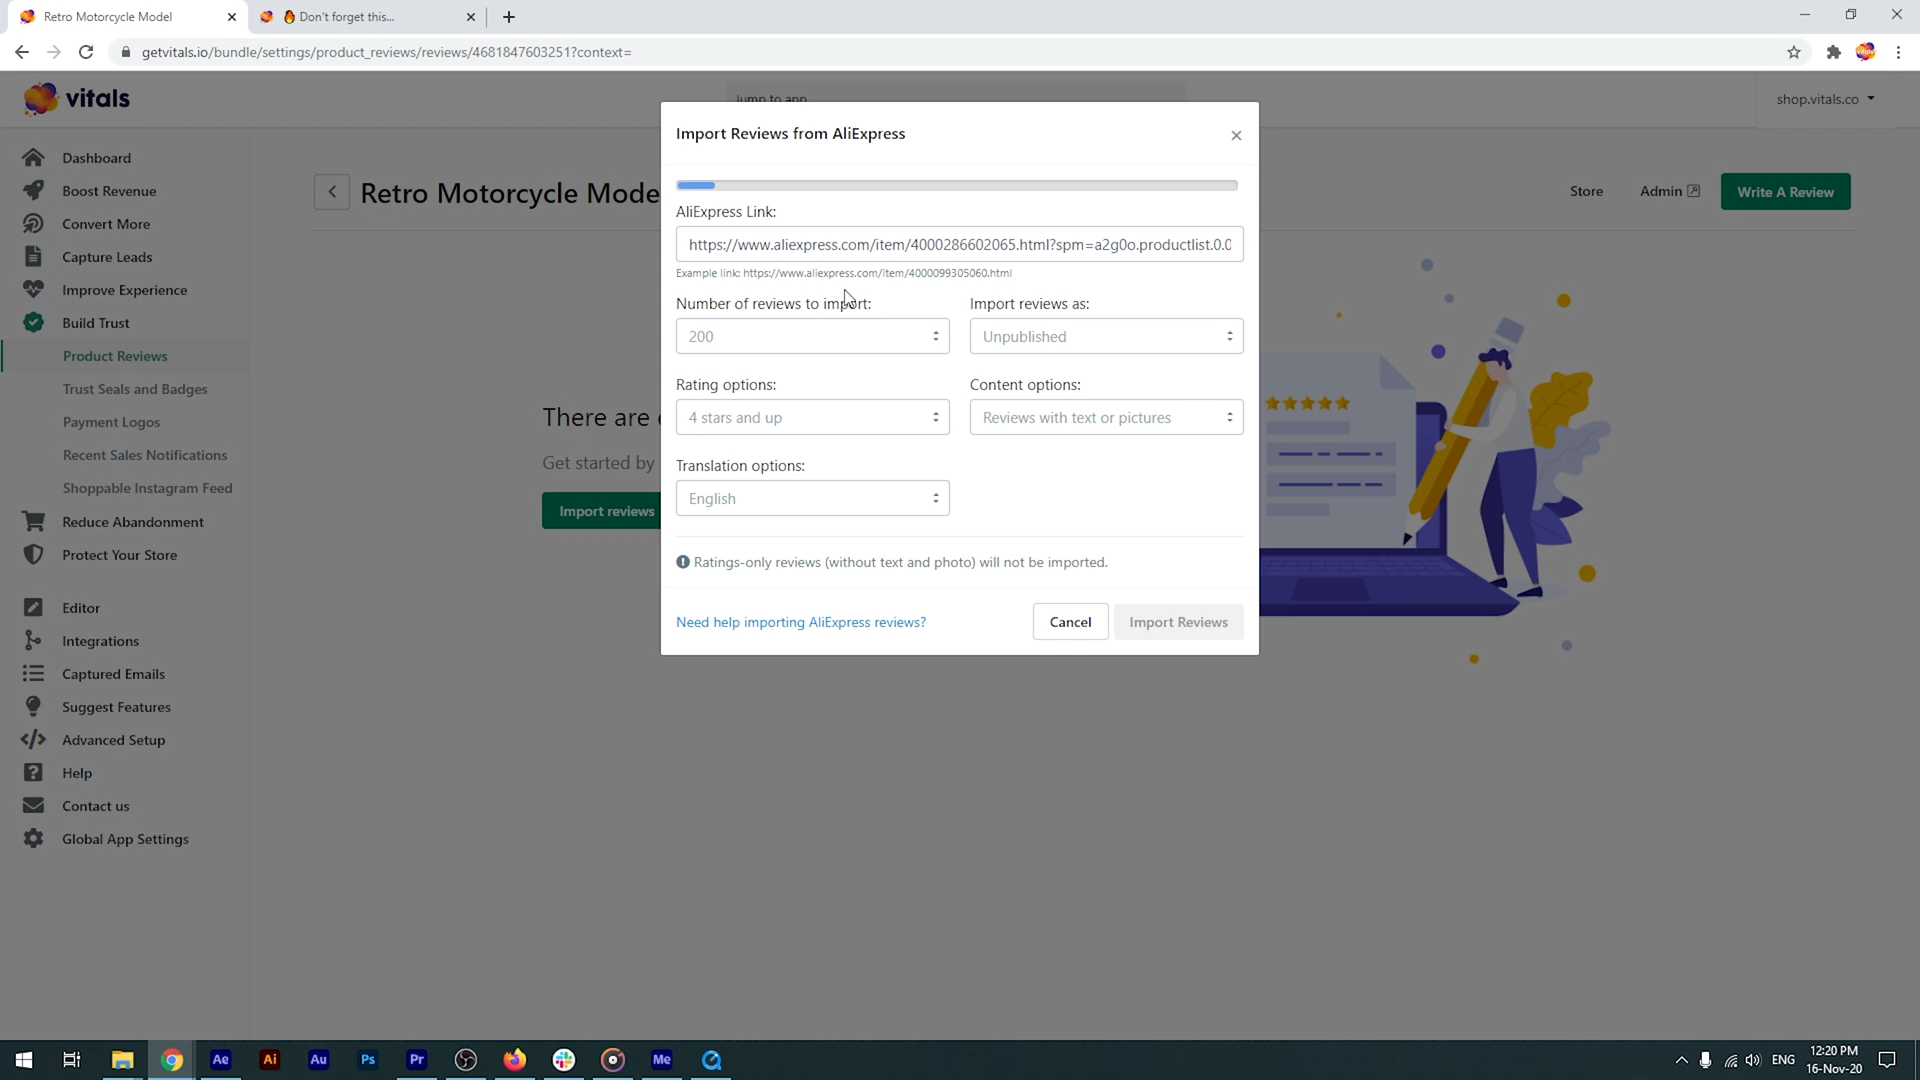 Retro Motorcycle Model
Don't forget this...
getvitals.io/bundle/settings/product_reviews/reviews/4681847603251?context=
vitals
Jump to app
shop.vitals.co
Import Reviews from AliExpress
AliExpress Link:
https://www.aliexpress.com/item/4000286602065.html?spm=a2g0o.productlist.0.0
Example link: https://www.aliexpress.com/item/4000099305060.html
Number of reviews to import:
Import reviews as:
200
Unpublished
Rating options:
Content options:
4 stars and up
Reviews with text or pictures
Translation options:
English
Ratings-only reviews (without text and photo) will not be imported.
Need help importing AliExpress reviews?
Cancel
Import Reviews
Retro Motorcycle Mode
Store
Admin
Write A Review
There are
Get started by
Import reviews
Dashboard
Boost Revenue
Convert More
Capture Leads
Improve Experience
Build Trust
Product Reviews
Trust Seals and Badges
Payment Logos
Recent Sales Notifications
Shoppable Instagram Feed
Reduce Abandonment
Protect Your Store
Editor
Integrations
Captured Emails
Suggest Features
Advanced Setup
Help
Contact us
Global App Settings
Ae
Ai
Au
Ps
Pr
Me
ENG
12:20 PM
16-Nov-20